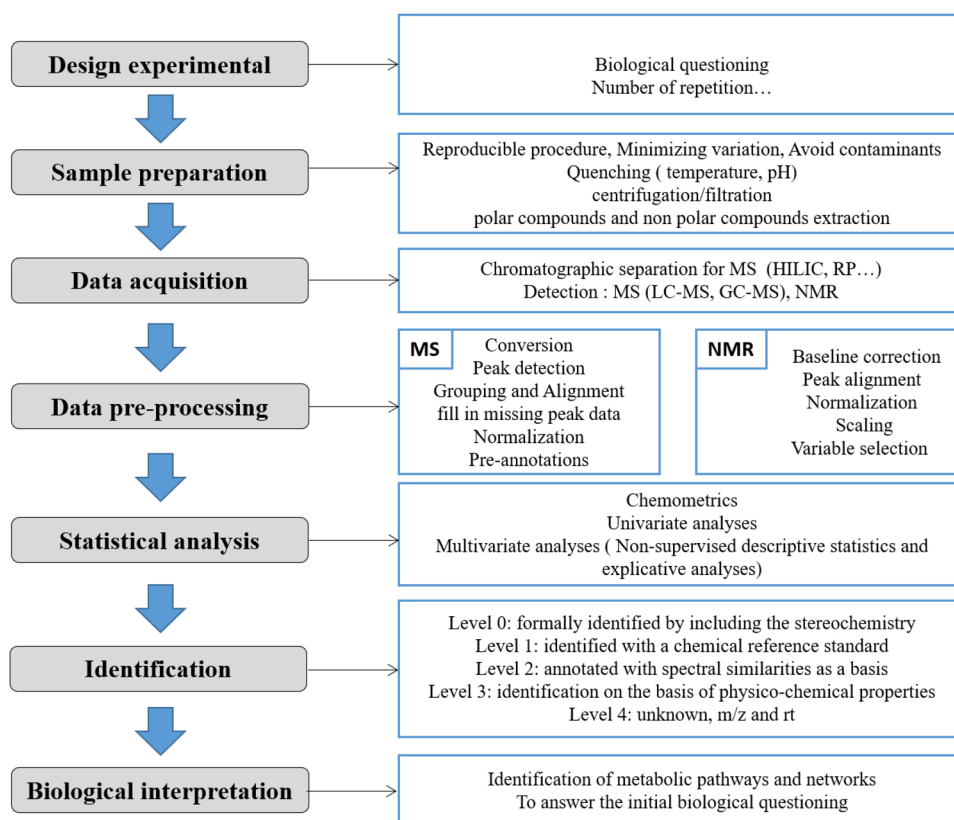 Design experimental
Biological questioning
Number of repetition…
Sample preparation
Reproducible procedure, Minimizing variation, Avoid contaminants
Quenching ( temperature, pH)
centrifugation/filtration
polar compounds and non polar compounds extraction
Data acquisition
Chromatographic separation for MS (HILIC, RP…)
Detection : MS (LC-MS, GC-MS), NMR
Data pre-processing
MS
Conversion
Peak detection
Grouping and Alignment
fill in missing peak data
Normalization
Pre-annotations
NMR
Baseline correction
Peak alignment
Normalization
Scaling
Variable selection
Statistical analysis
Chemometrics
Univariate analyses
Multivariate analyses ( Non-supervised descriptive statistics and
explicative analyses)
Identification
Level 0: formally identified by including the stereochemistry
Level 1: identified with a chemical reference standard
Level 2: annotated with spectral similarities as a basis
Level 3: identification on the basis of physico-chemical properties
Level 4: unknown, m/z and rt
Biological interpretation
Identification of metabolic pathways and networks
To answer the initial biological questioning